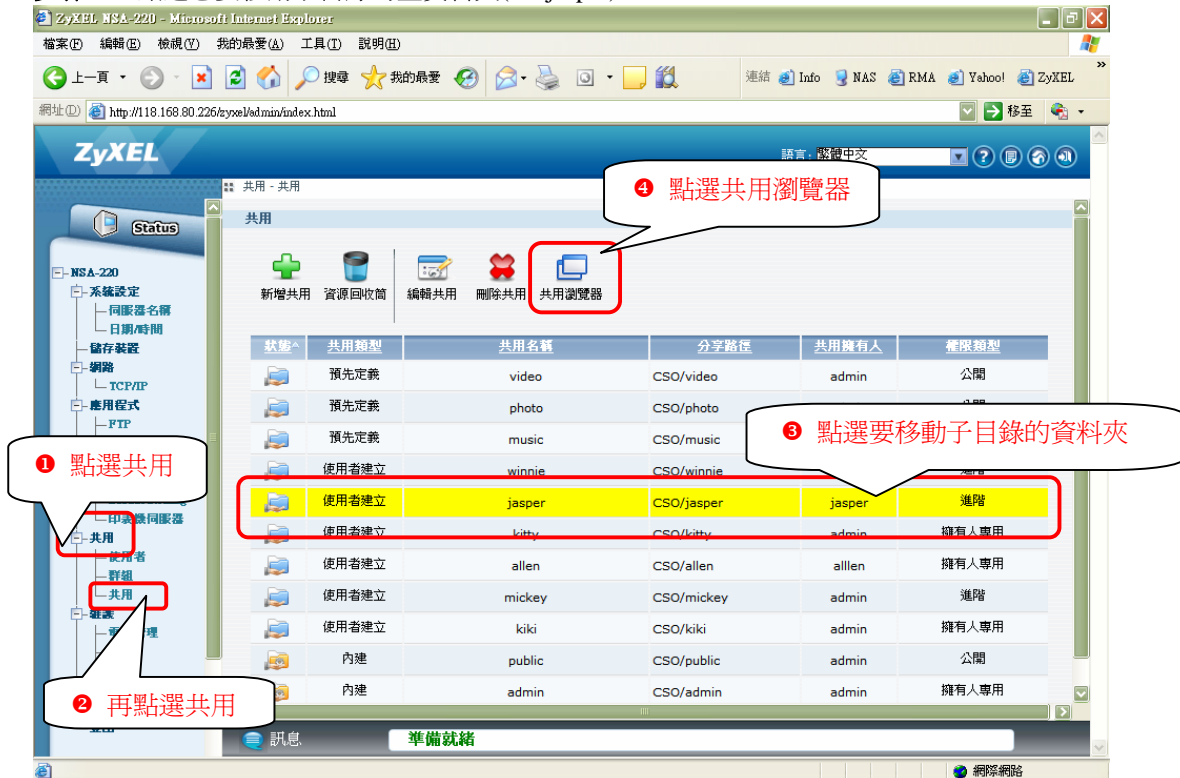 ZyXEL NSA-220 - Microsoft Internet Explorer
檔案(F) 編輯(E) 檢視(V) 我的最愛(A) 工具(T) 說明(H)
上一頁 搜尋 我的最愛 連結 Info NAS RMA Yahoo! ZyXEL »
網址(D) http://118.168.80.226/zyxel/admin/index.html 移至
ZyXEL
語言: 繁體中文
共用 - 共用
❹ 點選共用瀏覽器
Status
共用
新增共用 資源回收筒 編輯共用 刪除共用 共用瀏覽器
NSA-220
系統設定
伺服器名稱
日期/時間
儲存裝置
網路
TCP/IP
應用程式
FTP
印表機伺服器
共用
使用者
群組
共用
維護
狀態 共用類型 共用名稱 分享路徑 共用擁有人 權限類型
預先定義 video CSO/video admin 公開
預先定義 photo CSO/photo
預先定義 music CSO/music
使用者建立 winnie CSO/winnie
使用者建立 jasper CSO/jasper jasper 進階
使用者建立 kitty CSO/kitty admin 擁有人專用
使用者建立 allen CSO/allen alllen 擁有人專用
使用者建立 mickey CSO/mickey admin 進階
使用者建立 kiki CSO/kiki admin 擁有人專用
內建 public CSO/public admin 公開
內建 admin CSO/admin admin 擁有人專用
❶ 點選共用
❷ 再點選共用
❸ 點選要移動子目錄的資料夾
訊息 準備就緒
網際網路